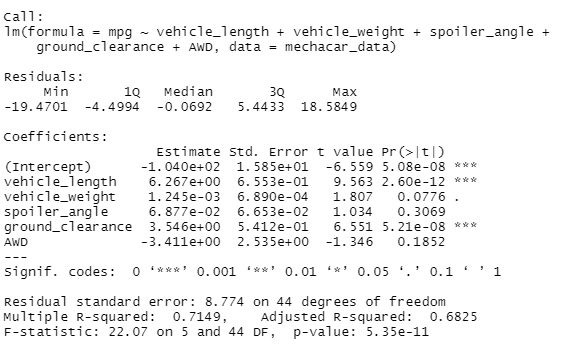 Call:
lm(formula = mpg ~ vehicle_length + vehicle_weight + spoiler_angle +
    ground_clearance + AWD, data = mechacar_data)
Residuals:
     Min       1Q   Median       3Q      Max
-19.4701  -4.4994  -0.0692   5.4433  18.5849
Coefficients:
                   Estimate Std. Error t value Pr(>|t|)
(Intercept)      -1.040e+02  1.585e+01  -6.559 5.08e-08 ***
vehicle_length    6.267e+00  6.553e-01   9.563 2.60e-12 ***
vehicle_weight    1.245e-03  6.890e-04   1.807   0.0776 .
spoiler_angle     6.877e-02  6.653e-02   1.034   0.3069
ground_clearance  3.546e+00  5.412e-01   6.551 5.21e-08 ***
AWD              -3.411e+00  2.535e+00  -1.346   0.1852
---
Signif. codes:  0 ‘***’ 0.001 ‘**’ 0.01 ‘*’ 0.05 ‘.’ 0.1 ‘ ’ 1
Residual standard error: 8.774 on 44 degrees of freedom
Multiple R-squared:  0.7149,	Adjusted R-squared:  0.6825
F-statistic: 22.07 on 5 and 44 DF,  p-value: 5.35e-11